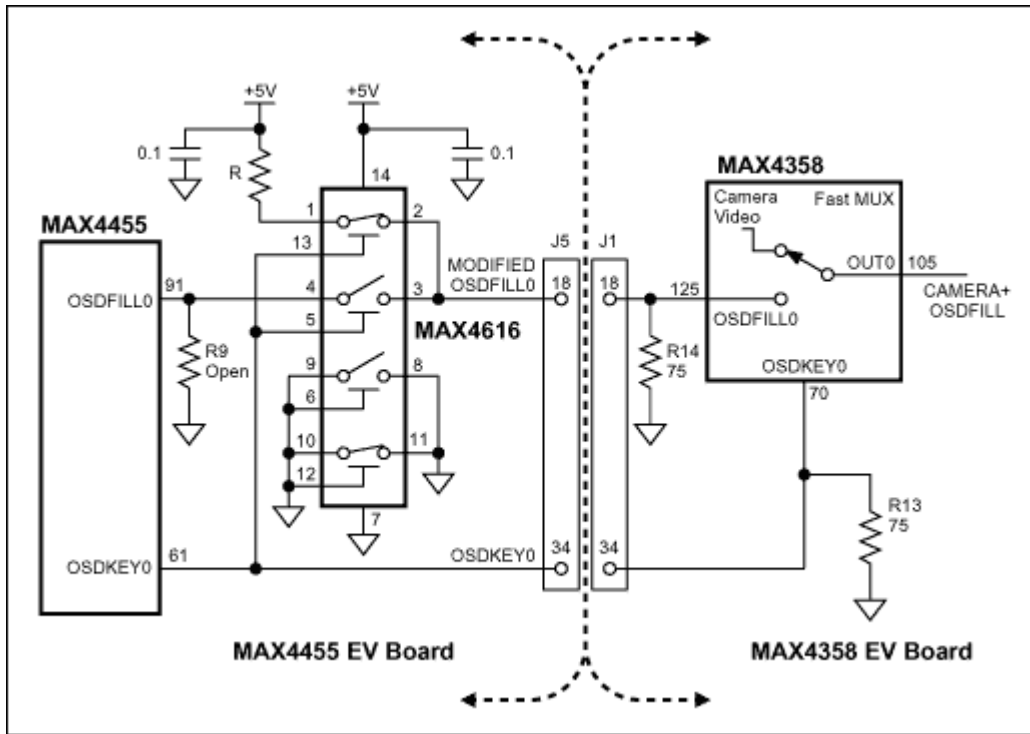 +5V
+5V
0.1
R
0.1
14
MAX4358
Camera
Video
Fast MUX
MAX4455
1
2
13
J5
J1
OUT0
105
MODIFIED
OSDFILL0
91
OSDFILL0
4
3
18
18
125
CAMERA+
OSDFILL
5
MAX4616
OSDFILL0
R9
Open
R14
75
9
8
OSDKEY0
6
70
10
11
12
R13
75
7
61
OSDKEY0
OSDKEY0
34
34
MAX4455 EV Board
MAX4358 EV Board